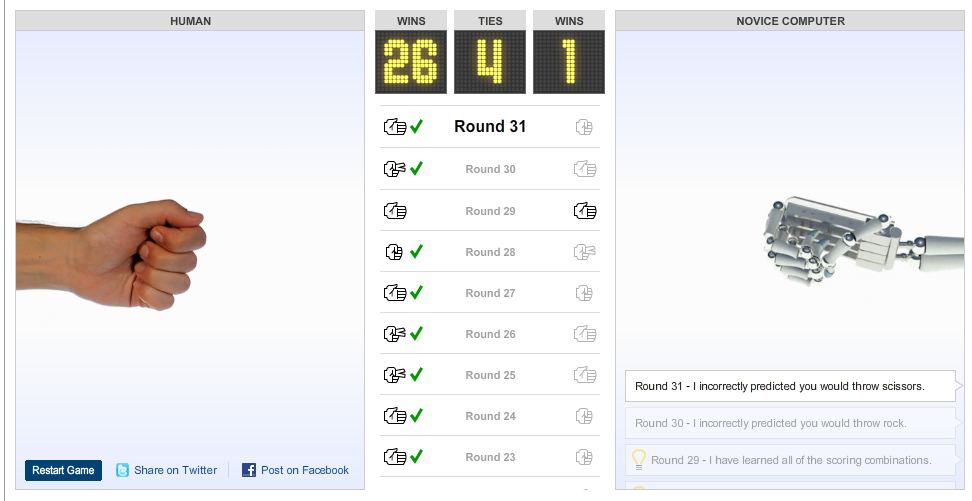 HUMAN
WINS TIES WINS
NOVICE COMPUTER
26 4 1
Round 31
Round 30
Round 29
Round 28
Round 27
Round 26
Round 25
Round 24
Round 23
Round 31 - I incorrectly predicted you would throw scissors.
Round 30 - I incorrectly predicted you would throw rock.
Round 29 - I have learned all of the scoring combinations.
Restart Game
Share on Twitter
Post on Facebook